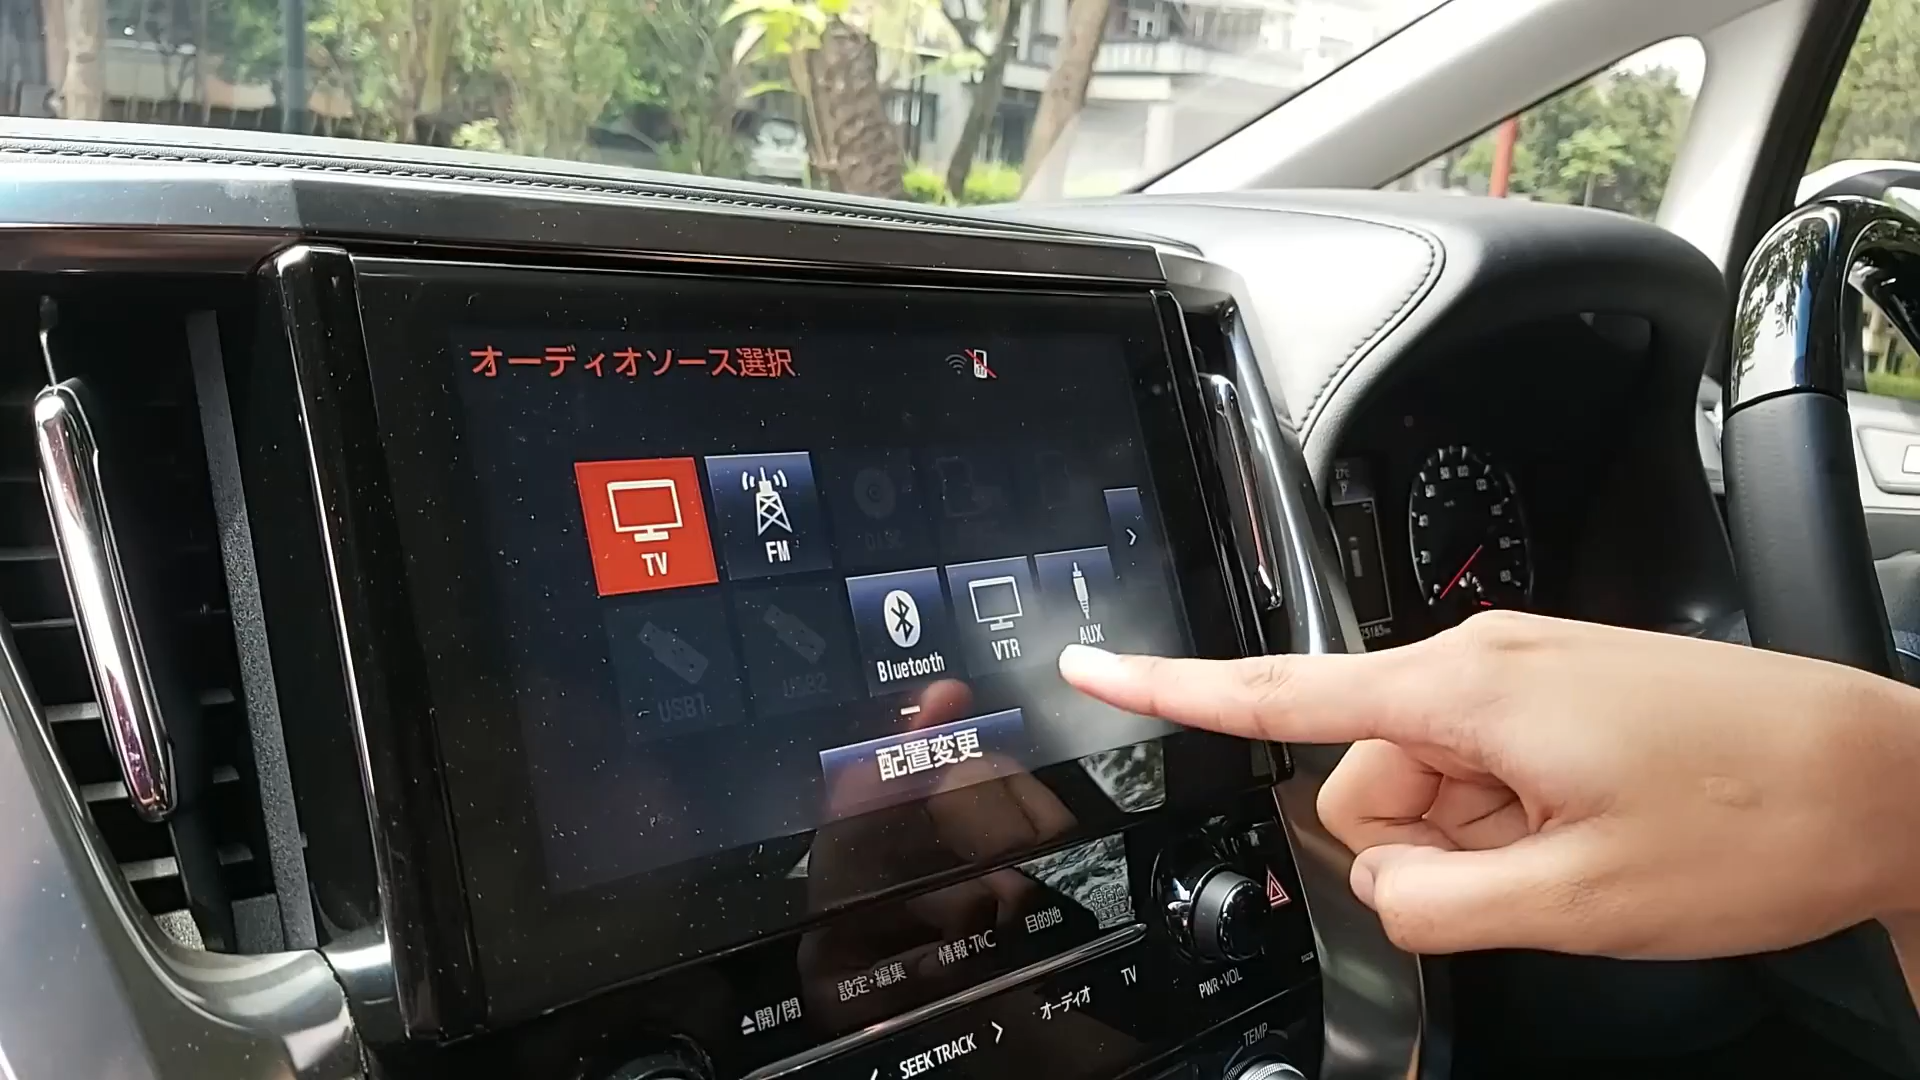 オーディオソース選択
TV
FM
DISC
USB1
USB2
Bluetooth
VTR
AUX
配置変更
開/閉
設定・編集
情報・T\C
目的地
SEEK TRACK
オーディオ
TV
PWR・VOL
TEMP
27℃
P